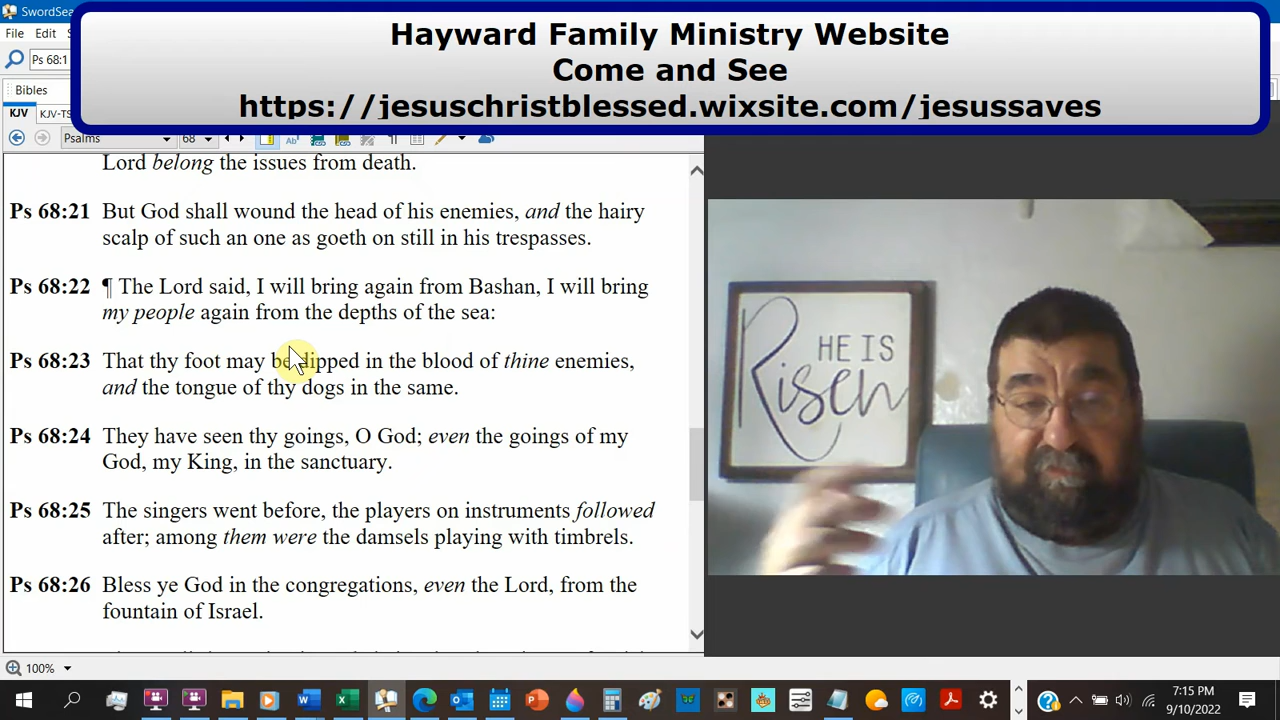 SwordSea
Hayward Family Ministry Website
Come and See
https://jesuschristblessed.wixsite.com/jesussaves
File Edit S
Ps 68:1
Bibles
KJV KJV-TS
Psalms 68
Lord belong the issues from death.
Ps 68:21 But God shall wound the head of his enemies, and the hairy
scalp of such an one as goeth on still in his trespasses.
Ps 68:22 ¶ The Lord said, I will bring again from Bashan, I will bring
my people again from the depths of the sea:
Ps 68:23 That thy foot may be dipped in the blood of thine enemies,
and the tongue of thy dogs in the same.
Ps 68:24 They have seen thy goings, O God; even the goings of my
God, my King, in the sanctuary.
Ps 68:25 The singers went before, the players on instruments followed
after; among them were the damsels playing with timbrels.
Ps 68:26 Bless ye God in the congregations, even the Lord, from the
fountain of Israel.
HE IS
Risen
100%
7:15 PM
9/10/2022